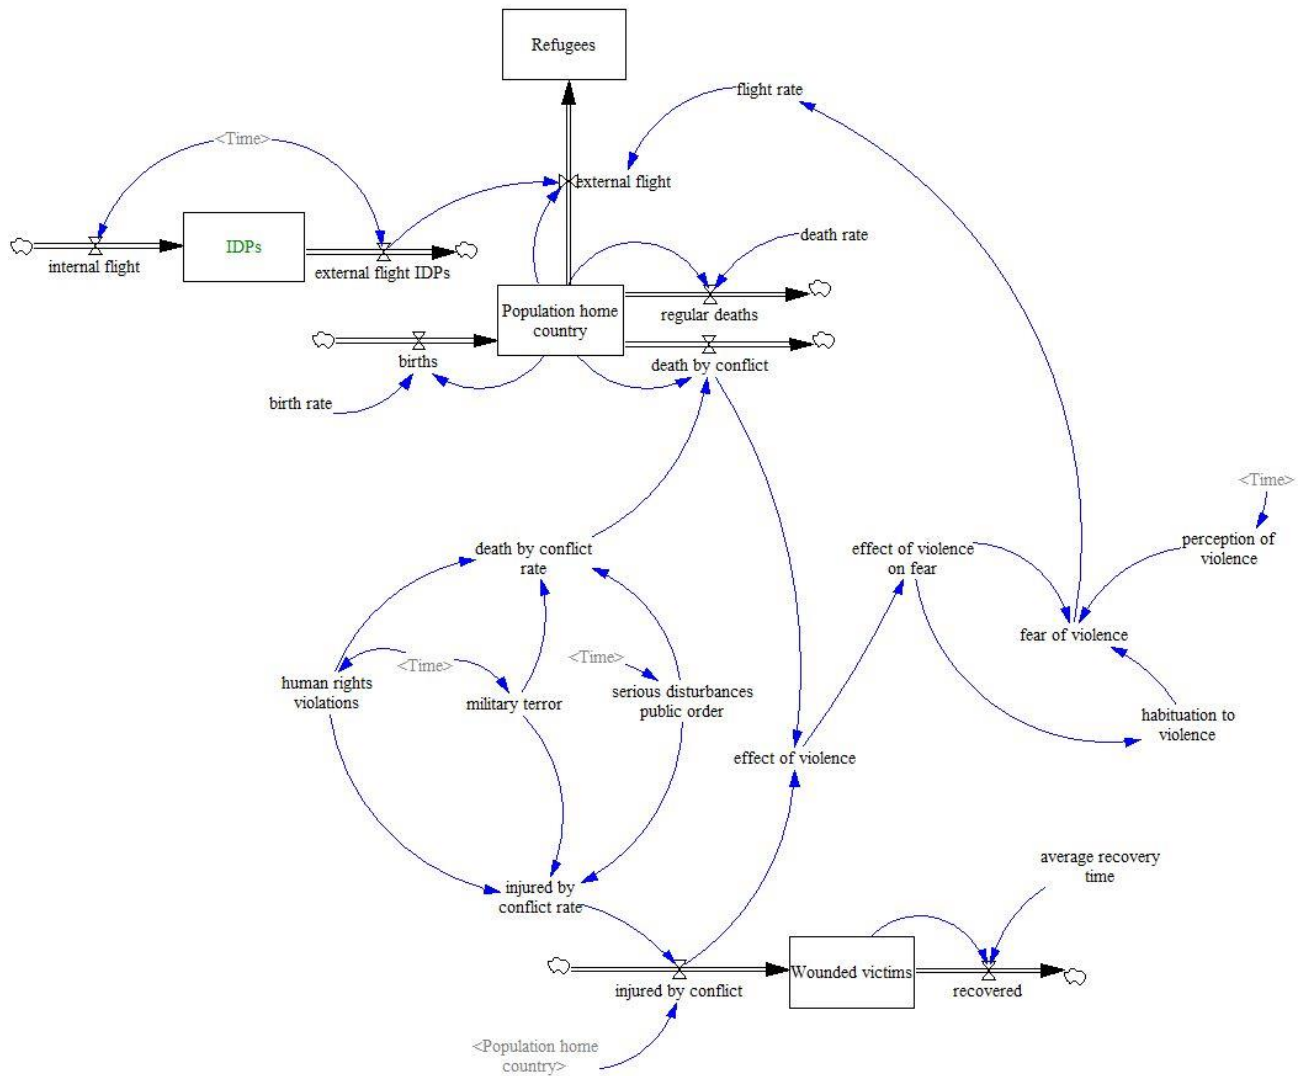 Refugees
flight rate
<Time>
external flight
death rate
IDPs
internal flight
external flight IDPs
Population home
country
regular deaths
births
death by conflict
birth rate
<Time>
perception of
violence
death by conflict
rate
effect of violence
on fear
fear of violence
<Time>
<Time>
human rights
violations
military terror
serious disturbances
public order
habituation to
violence
effect of violence
average recovery
time
injured by
conflict rate
Wounded victims
injured by conflict
recovered
<Population home
country>